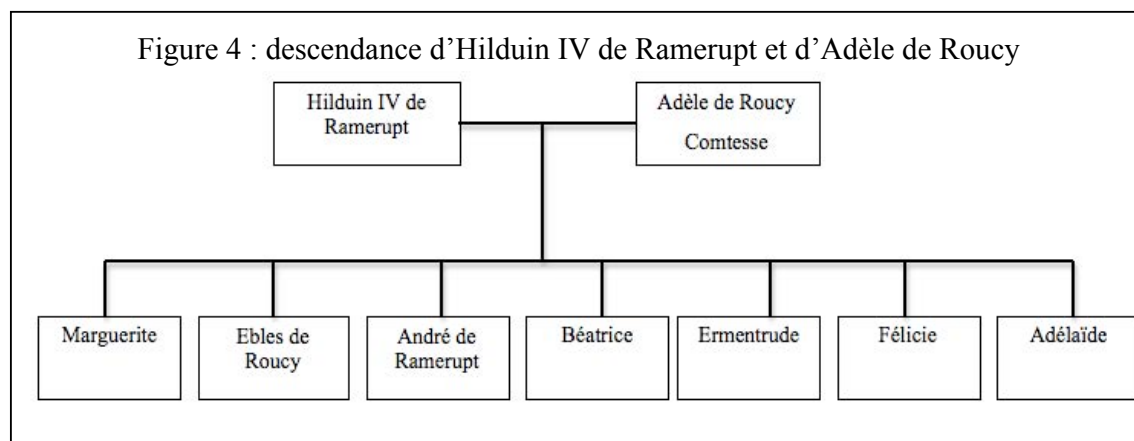 Figure 4 : descendance d’Hilduin IV de Ramerupt et d’Adèle de Roucy
Hilduin IV de
Ramerupt
Adèle de Roucy
Comtesse
Marguerite
Ebles de
Roucy
André de
Ramerupt
Béatrice
Ermentrude
Félicie
Adélaïde